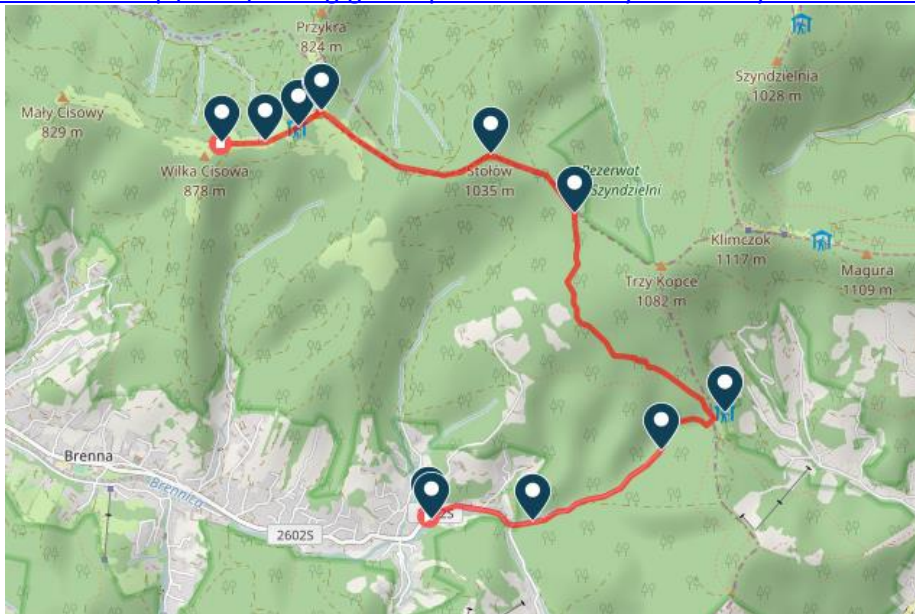 Przykra
824 m
Szyndzielnia
1028 m
Mały Cisowy
829 m
Wilka Cisowa
878 m
Stołów
1035 m
Rezerwat
Szyndzielni
Klimczok
1117 m
Magura
1109 m
Trzy Kopce
1082 m
Brenna
Brennica
2602S
2S